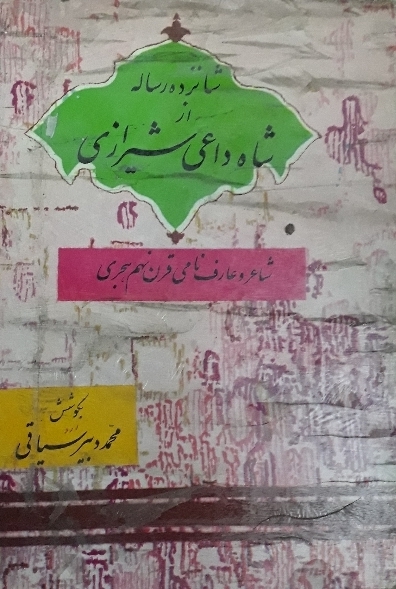 شانزده رساله
از
شاه داعی شیرازی
شاعر و عارف نامی قرن نهم هجری
بکوشش
محمد دبیرسیاقی